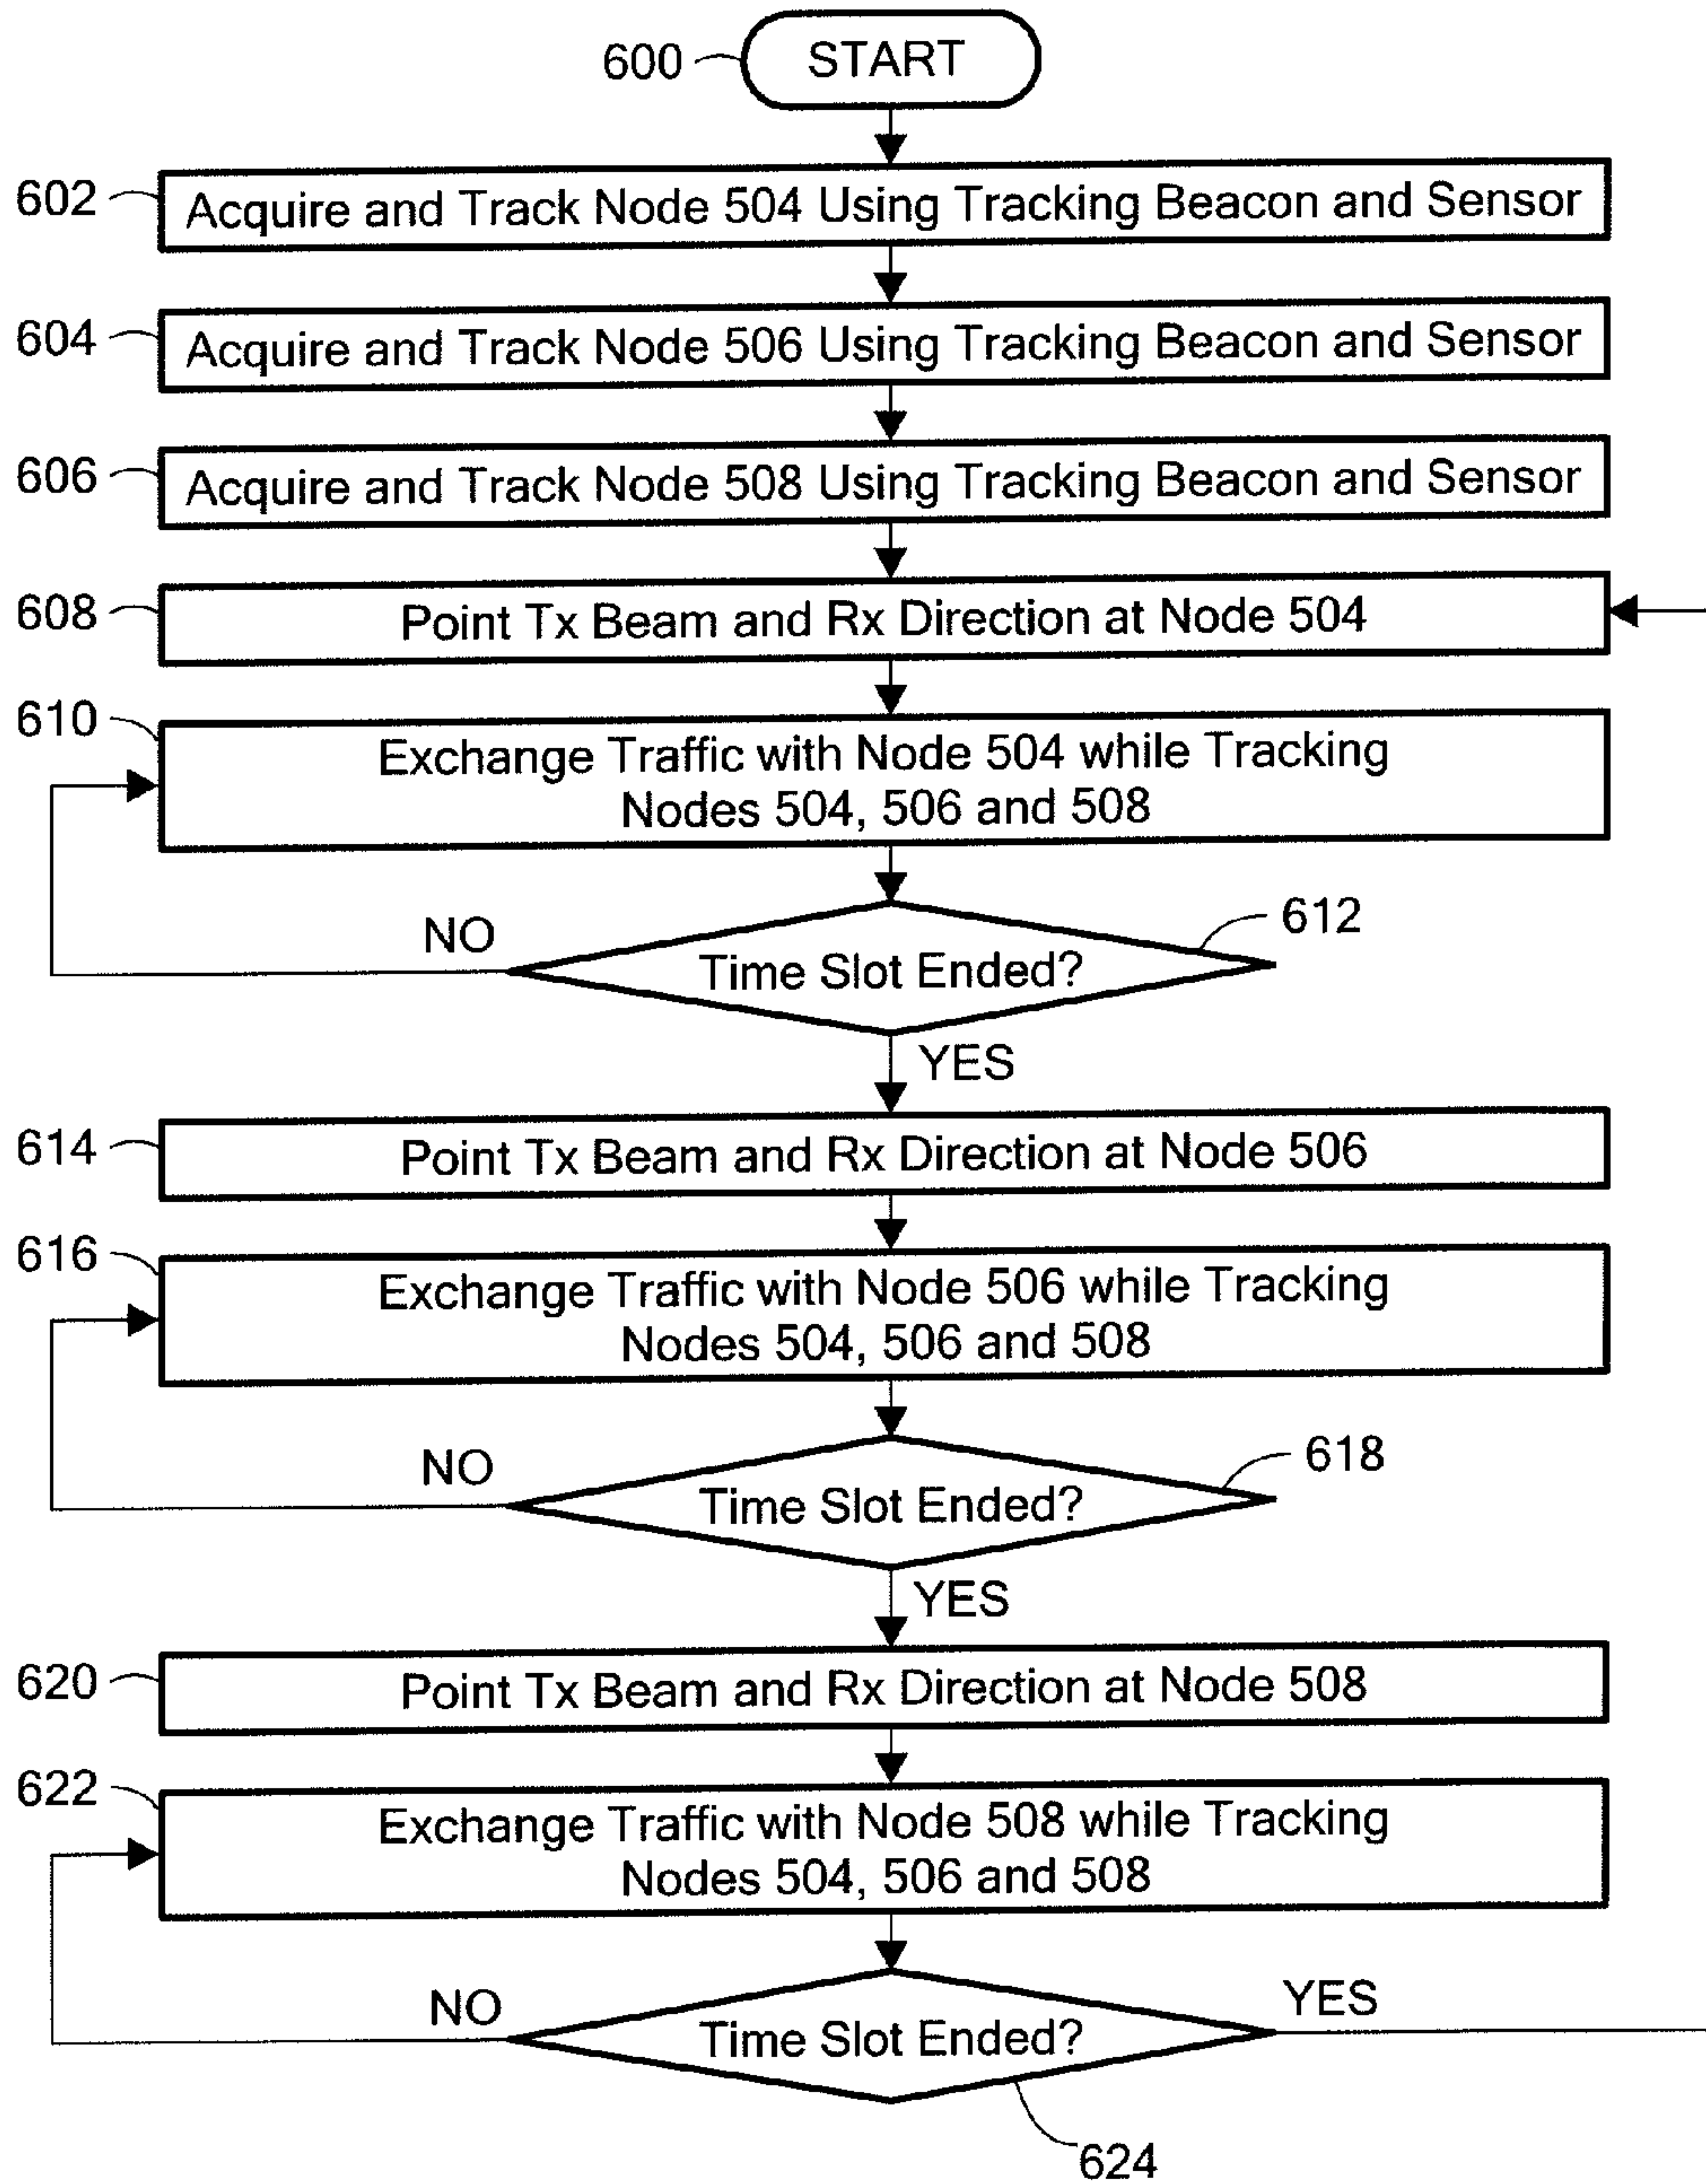 600 START
602 Acquire and Track Node 504 Using Tracking Beacon and Sensor
604 Acquire and Track Node 506 Using Tracking Beacon and Sensor
606 Acquire and Track Node 508 Using Tracking Beacon and Sensor
608 Point Tx Beam and Rx Direction at Node 504
610 Exchange Traffic with Node 504 while Tracking
Nodes 504, 506 and 508
612
NO Time Slot Ended?
YES
614 Point Tx Beam and Rx Direction at Node 506
616 Exchange Traffic with Node 506 while Tracking
Nodes 504, 506 and 508
618
NO Time Slot Ended?
YES
620 Point Tx Beam and Rx Direction at Node 508
622 Exchange Traffic with Node 508 while Tracking
Nodes 504, 506 and 508
NO Time Slot Ended? YES
624